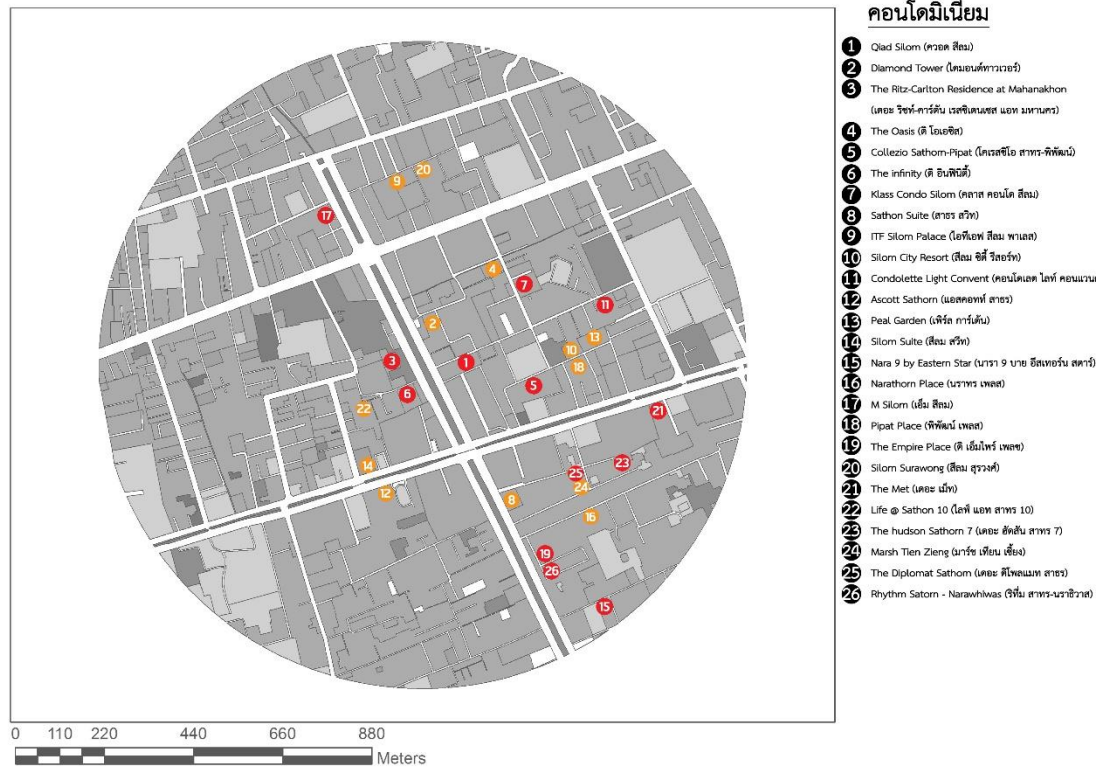 คอนโดมิเนียม
1 Qiad Silom (ควอด สีลม)
2 Diamond Tower (ไดมอนด์ทาวเวอร์)
3 The Ritz-Carlton Residence at Mahanakhon
(เดอะ ริซท์-คาร์ตัน เรสซิเดนเซส แอท มหานคร)
4 The Oasis (ดิ โอเอซิส)
5 Collezio Sathorn-Pipat (โคเรสซิโอ สาทร-พิพัฒน์)
6 The infinity (ดิ อินฟินิตี้)
7 Klass Condo Silom (คลาส คอนโด สีลม)
8 Sathon Suite (สาธร สวีท)
9 ITF Silom Palace (ไอทีเอฟ สีลม พาเลส)
10 Silom City Resort (สีลม ซิตี้ รีสอร์ท)
11 Condolette Light Convent (คอนโดเลต ไลท์ คอนแวนต
12 Ascott Sathorn (แอสคอทท์ สาธร)
13 Peal Garden (เพิร์ล การ์เด้น)
14 Silom Suite (สีลม สวีท)
15 Nara 9 by Eastern Star (นารา 9 บาย อีสเทอร์น สตาร์)
16 Narathorn Place (นราทร เพลส)
17 M Silom (เอ็ม สีลม)
18 Pipat Place (พิพัฒน์ เพลส)
19 The Empire Place (ดิ เอ็มไพร์ เพลซ)
20 Silom Surawong (สีลม สุรวงศ์)
21 The Met (เดอะ เม็ท)
22 Life @ Sathon 10 (ไลฟ์ แอท สาทร 10)
23 The hudson Sathorn 7 (เดอะ ฮัดสัน สาทร 7)
24 Marsh Tien Zieng (มาร์ช เทียน เซี้ยง)
25 The Diplomat Sathorn (เดอะ ดิโพลแมท สาธร)
26 Rhythm Satorn - Narawhiwas (ริทึ่ม สาทร-นราธิวาส)
20
9
17
4
7
11
2
13
10
3
1
18
5
6
22
21
14
23
25
12
24
8
16
19
26
15
0 110 220 440 660 880
Meters